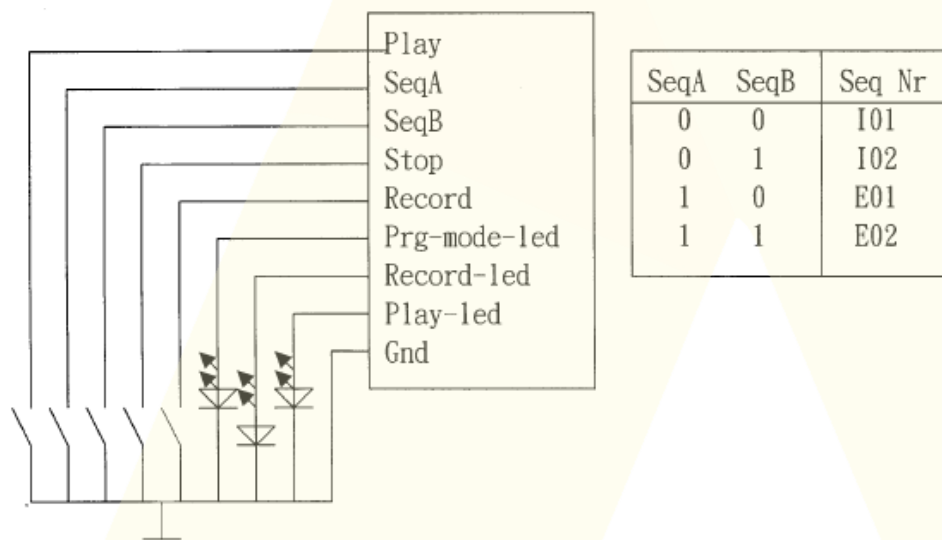 Play
SeqA
SeqB
Stop
Record
Prg-mode-led
Record-led
Play-led
Gnd
SeqA SeqB Seq Nr
0 0 I01
0 1 I02
1 0 E01
1 1 E02